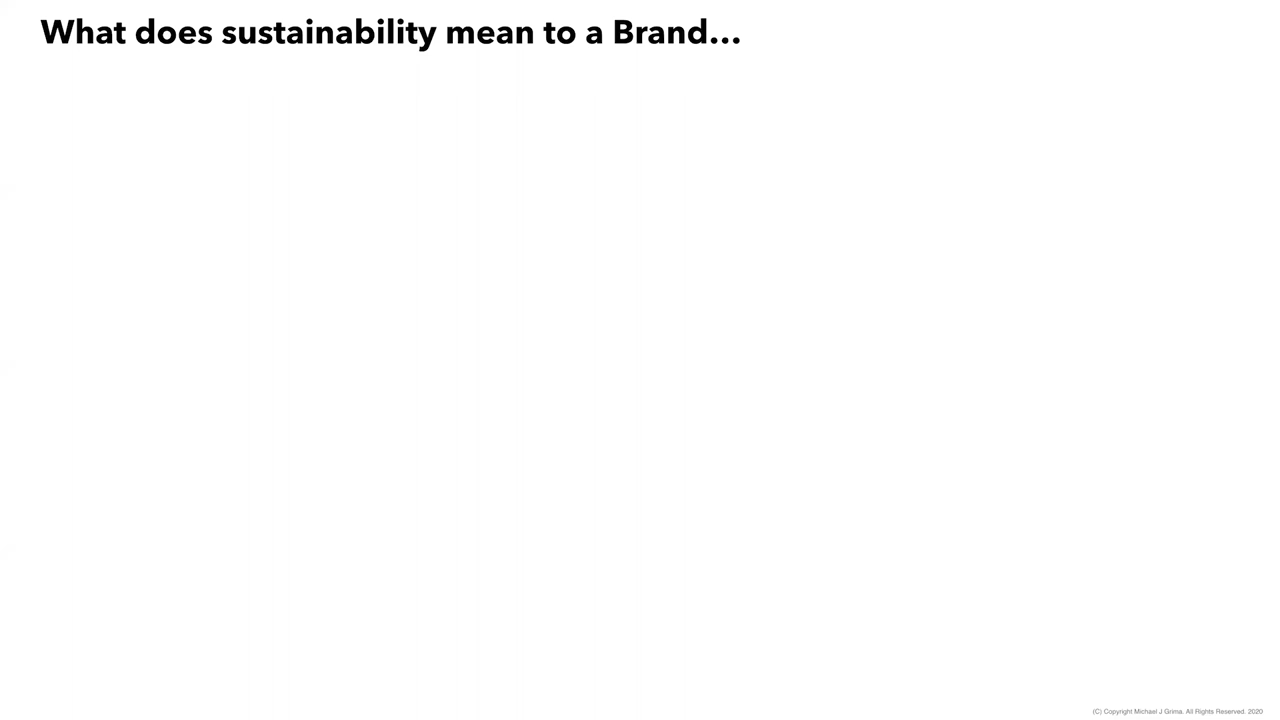 What does sustainability mean to a Brand…
(C) Copyright Michael J Grima. All Rights Reserved. 2020